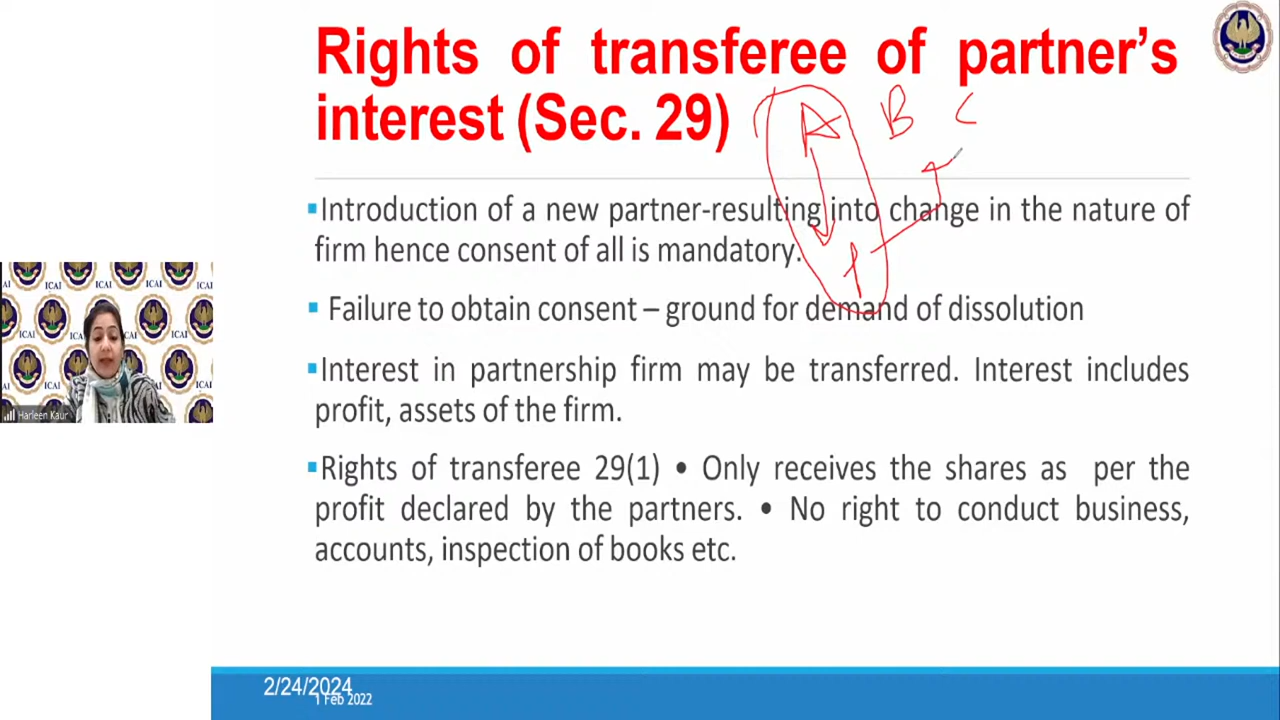 Rights of transferee of partner’s
interest (Sec. 29)
A B C
▪Introduction of a new partner-resulting into change in the nature of
firm hence consent of all is mandatory.
▪ Failure to obtain consent – ground for demand of dissolution
▪Interest in partnership firm may be transferred. Interest includes
profit, assets of the firm.
▪Rights of transferee 29(1) • Only receives the shares as per the
profit declared by the partners. • No right to conduct business,
accounts, inspection of books etc.
ICAI
ICAI
Harleen Kaur
2/24/2024
1 Feb 2022